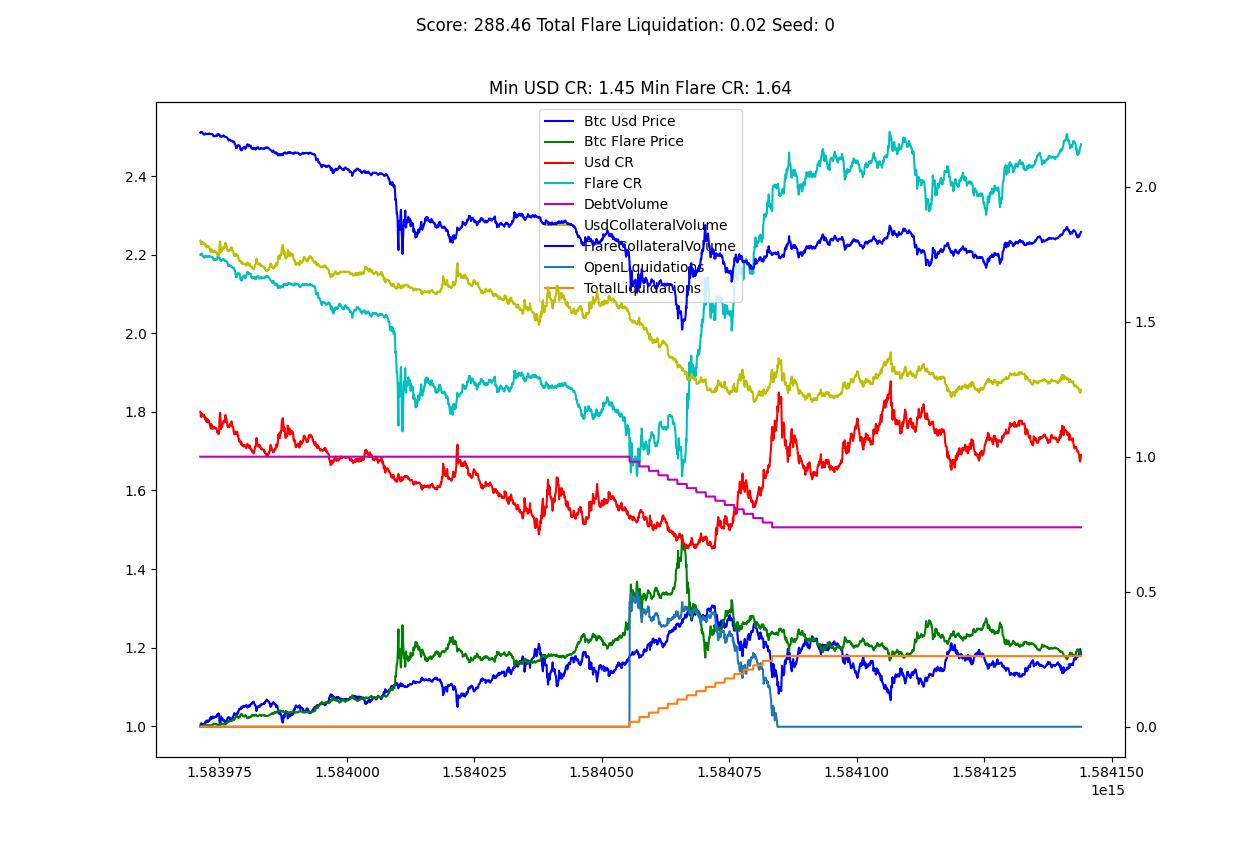 Score: 288.46 Total Flare Liquidation: 0.02 Seed: 0
Min USD CR: 1.45 Min Flare CR: 1.64
Btc Usd Price
Btc Flare Price
Usd CR
Flare CR
DebtVolume
UsdCollateralVolume
FlareCollateralVolume
OpenLiquidations
TotalLiquidations
2.4
2.2
2.0
1.8
1.6
1.4
1.2
1.0
2.0
1.5
1.0
0.5
0.0
1.583975 1.584000 1.584025 1.584050 1.584075 1.584100 1.584125 1.584150
1e15